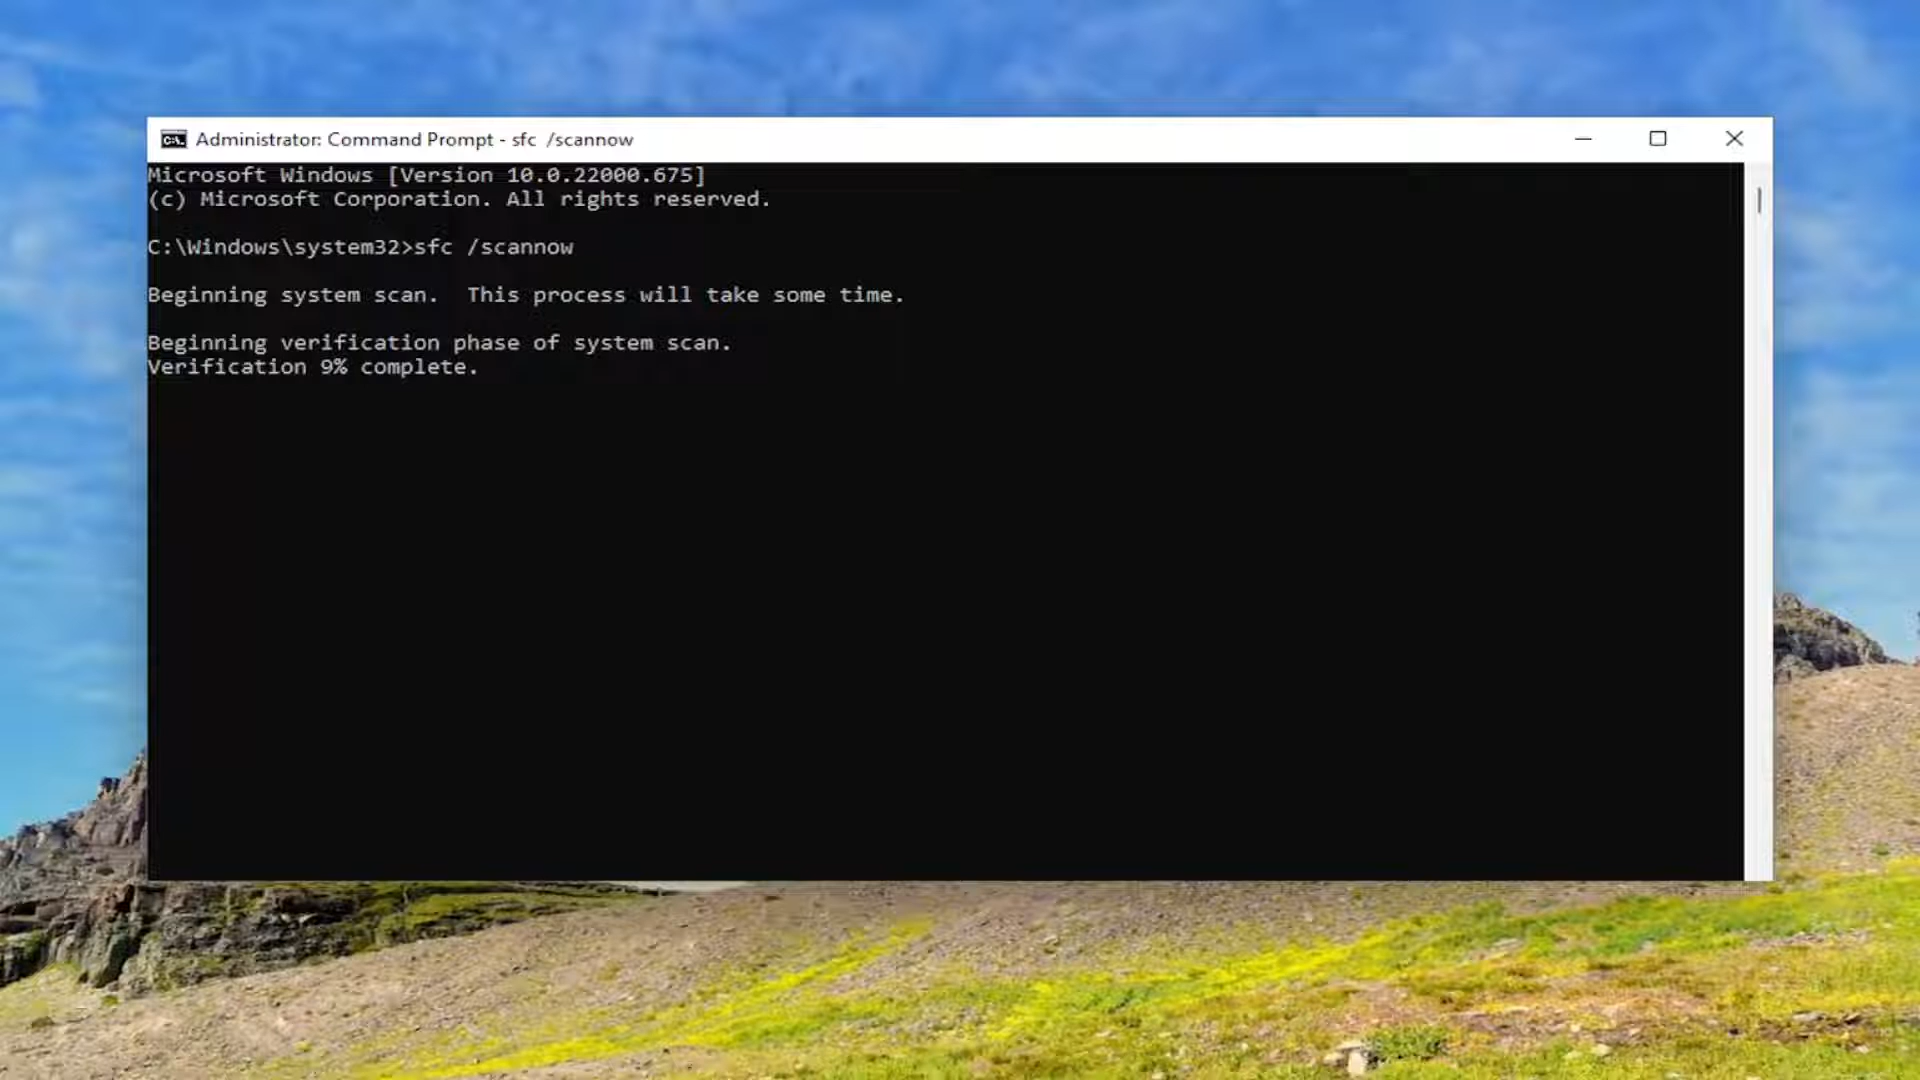 Administrator: Command Prompt - sfc  /scannow
Microsoft Windows [Version 10.0.22000.675]
(c) Microsoft Corporation. All rights reserved.
C:\Windows\system32>sfc /scannow
Beginning system scan.  This process will take some time.
Beginning verification phase of system scan.
Verification 9% complete.